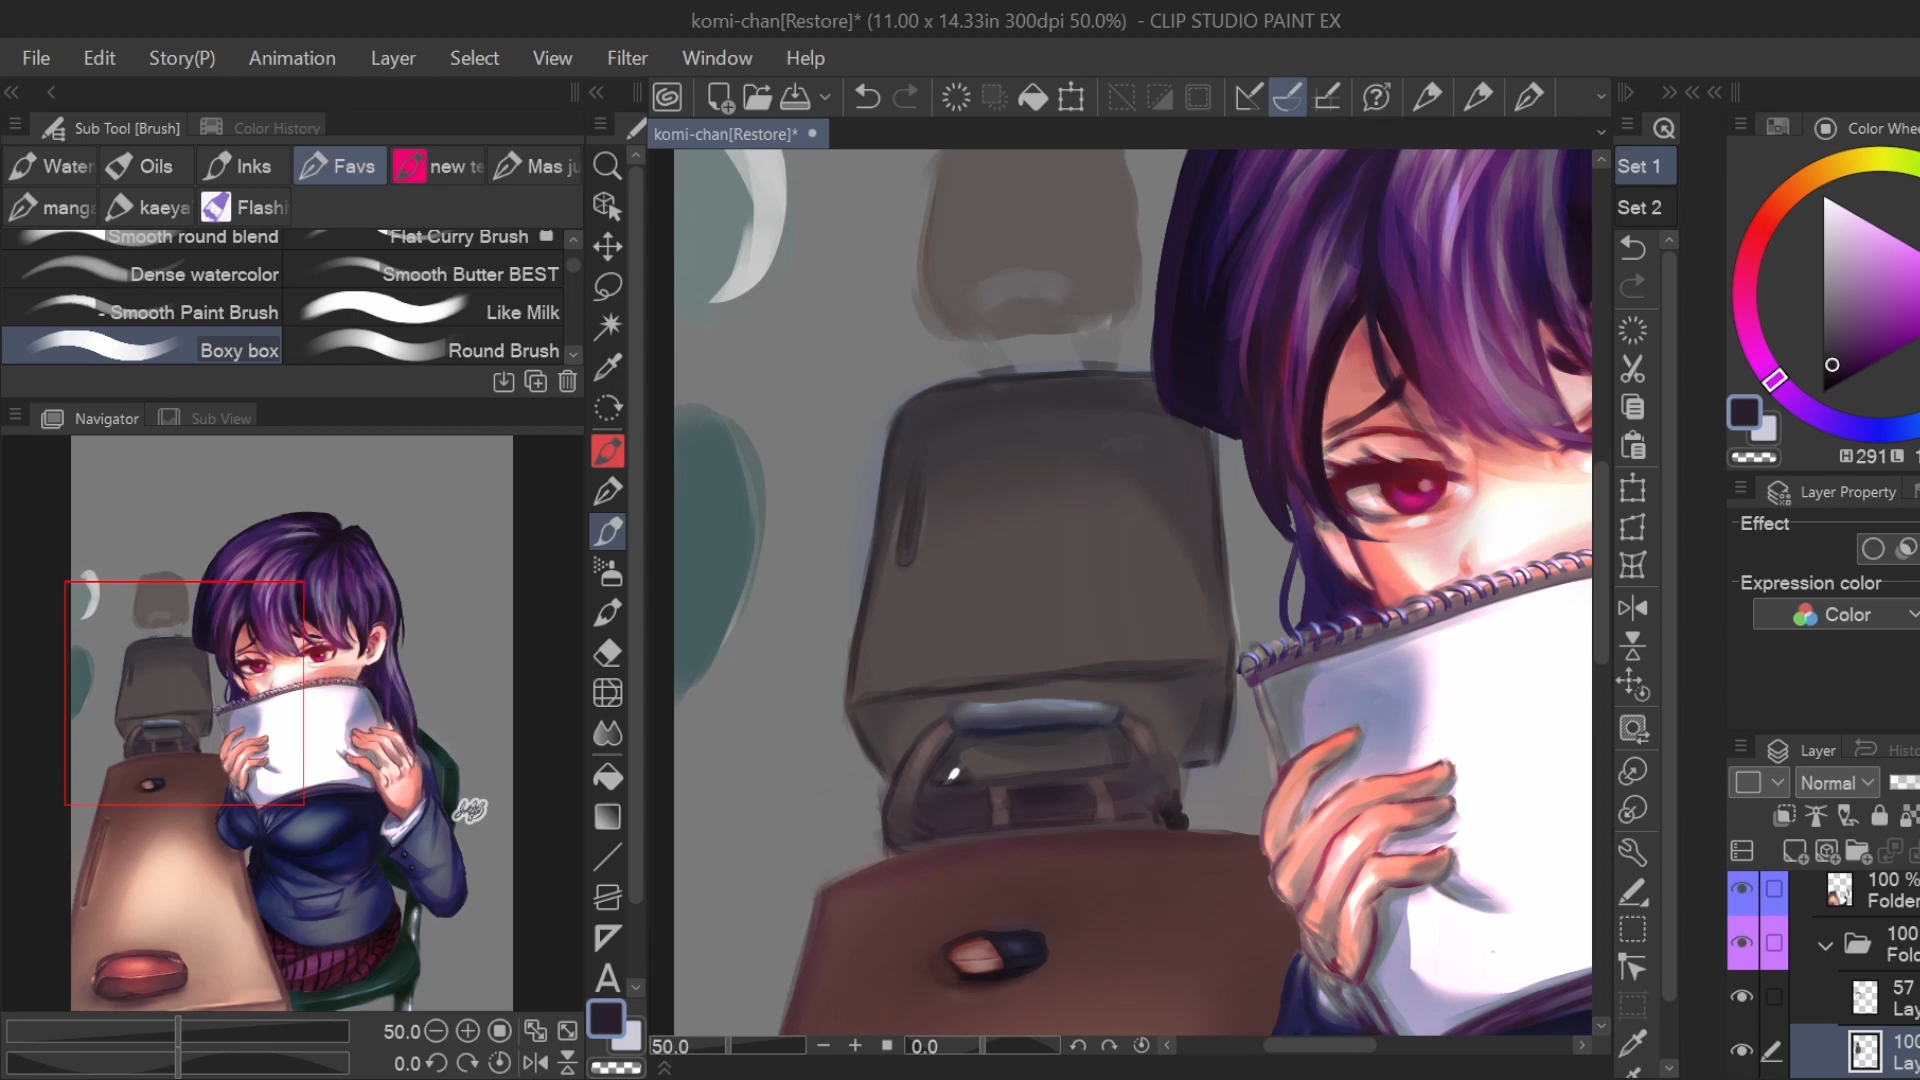 komi-chan[Restore]* (11.00 x 14.33in 300dpi 50.0%) - CLIP STUDIO PAINT EX
File Edit Story(P) Animation Layer Select View Filter Window Help
Sub Tool [Brush] Color History
komi-chan[Restore]*
Color Whee
Water Oils Inks Favs new te Mas ju
manga kaeya Flashi
Set 1
Set 2
Smooth round blend Flat Curry Brush
Dense watercolor Smooth Butter BEST
- Smooth Paint Brush Like Milk
Boxy box Round Brush
Navigator Sub View
H 291 L 1
Layer Property
Effect
Expression color
Color
Layer Histo
Normal
100 %
Folder
100
Fold
57
Lay
100
Lay
50.0
0.0
50.0 0.0